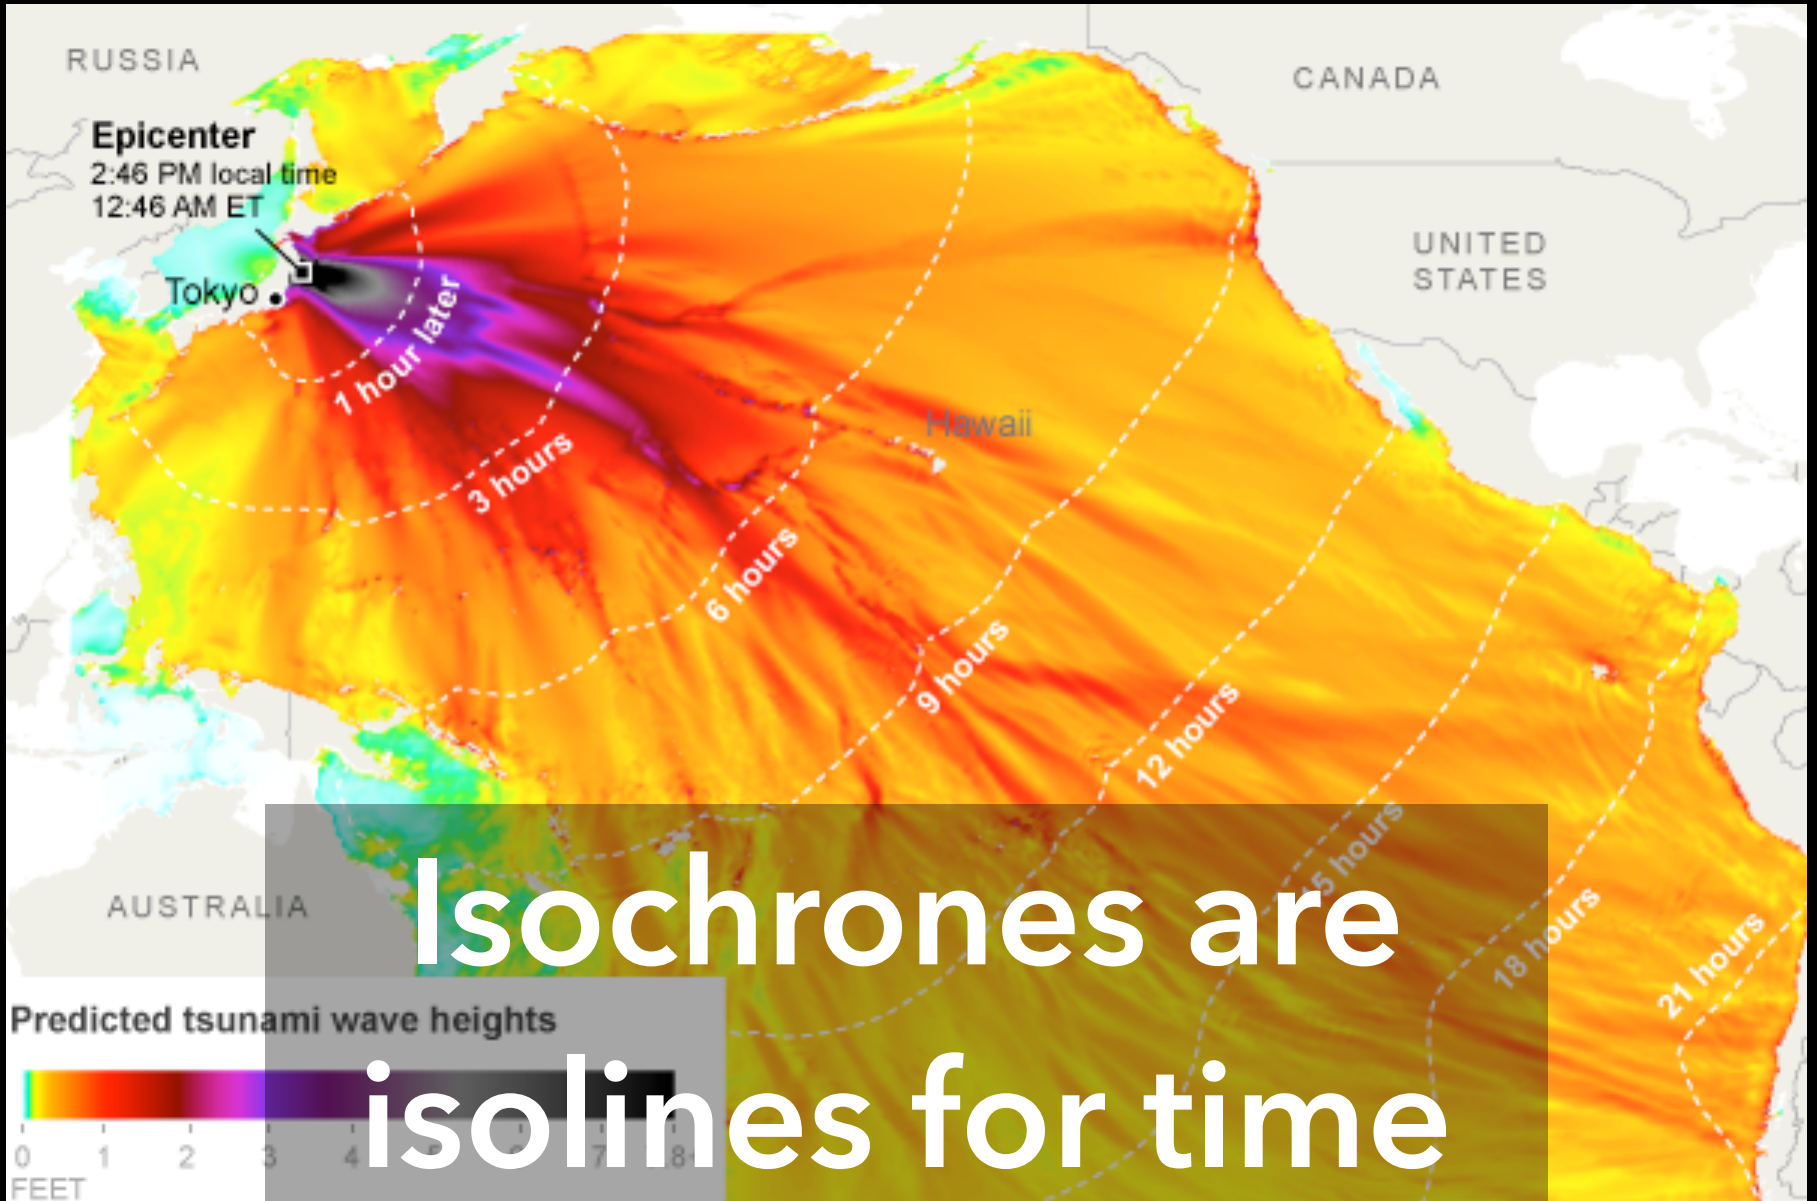 RUSSIA
CANADA
Epicenter
2:46 PM local time
12:46 AM ET
UNITED
STATES
Tokyo
1 hour later
Hawaii
3 hours
6 hours
9 hours
12 hours
15 hours
18 hours
21 hours
AUSTRALIA
Isochrones are
isolines for time
Predicted tsunami wave heights
0 1 2 3 4 7 8+
FEET